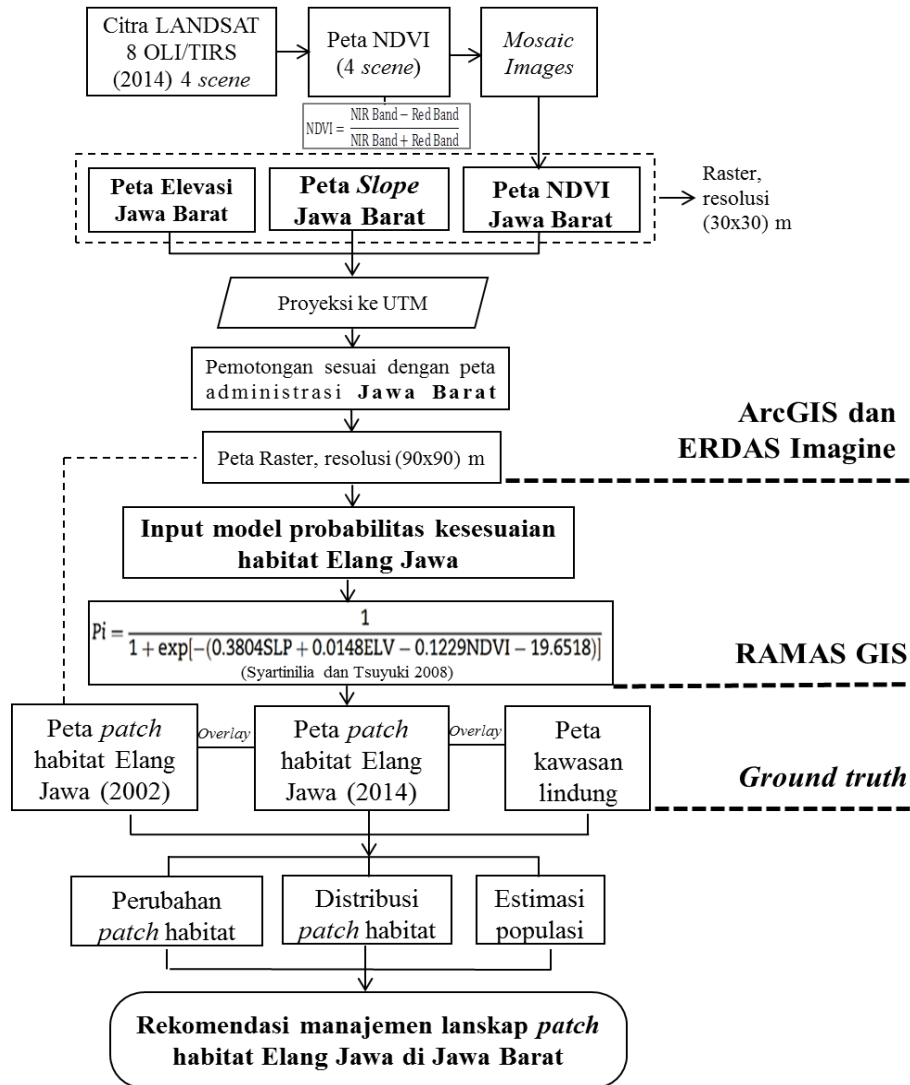 Citra LANDSAT
8 OLI/TIRS
(2014) 4 scene
Peta NDVI
(4 scene)
Mosaic
Images
NDVI = (NIR Band − Red Band) / (NIR Band + Red Band)
Peta Elevasi
Jawa Barat
Peta Slope
Jawa Barat
Peta NDVI
Jawa Barat
Raster,
resolusi
(30x30) m
Proyeksi ke UTM
Pemotongan sesuai dengan peta
administrasi Jawa Barat
ArcGIS dan
ERDAS Imagine
Peta Raster, resolusi (90x90) m
Input model probabilitas kesesuaian
habitat Elang Jawa
Pi = 1 / (1 + exp[−(0.3804SLP + 0.0148ELV − 0.1229NDVI − 19.6518)])
(Syartinilia dan Tsuyuki 2008)
RAMAS GIS
Peta patch
habitat Elang
Jawa (2002)
Overlay
Peta patch
habitat Elang
Jawa (2014)
Overlay
Peta
kawasan
lindung
Ground truth
Perubahan
patch habitat
Distribusi
patch habitat
Estimasi
populasi
Rekomendasi manajemen lanskap patch
habitat Elang Jawa di Jawa Barat